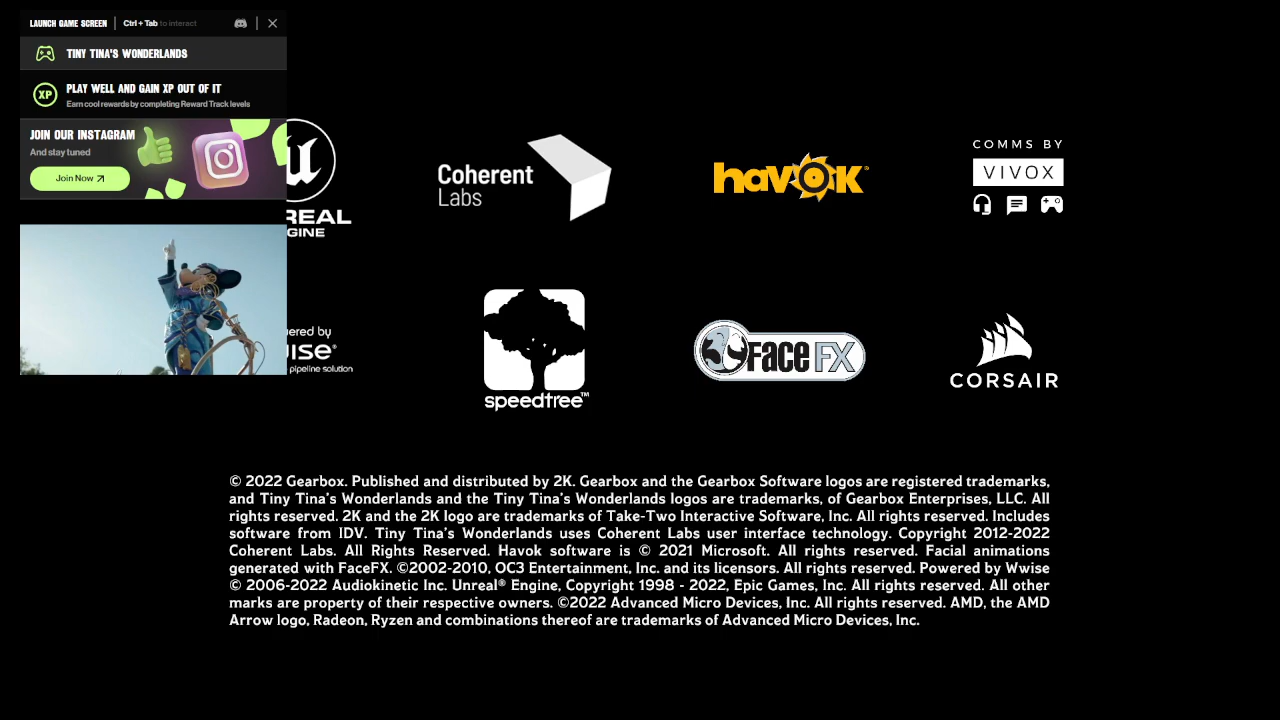 LAUNCH GAME SCREEN Ctrl + Tab to interact
TINY TINA'S WONDERLANDS
XP PLAY WELL AND GAIN XP OUT OF IT
Earn cool rewards by completing Reward Track levels
JOIN OUR INSTAGRAM
And stay tuned
Join Now
REAL
GINE
Coherent
Labs
havok®
COMMS BY
VIVOX
ered by
ise®
pipeline solution
speedtree™
FACE FX
CORSAIR
© 2022 Gearbox. Published and distributed by 2K. Gearbox and the Gearbox Software logos are registered trademarks,
and Tiny Tina's Wonderlands and the Tiny Tina's Wonderlands logos are trademarks, of Gearbox Enterprises, LLC. All
rights reserved. 2K and the 2K logo are trademarks of Take-Two Interactive Software, Inc. All rights reserved. Includes
software from IDV. Tiny Tina's Wonderlands uses Coherent Labs user interface technology. Copyright 2012-2022
Coherent Labs. All Rights Reserved. Havok software is © 2021 Microsoft. All rights reserved. Facial animations
generated with FaceFX. ©2002-2010, OC3 Entertainment, Inc. and its licensors. All rights reserved. Powered by Wwise
© 2006-2022 Audiokinetic Inc. Unreal® Engine, Copyright 1998 - 2022, Epic Games, Inc. All rights reserved. All other
marks are property of their respective owners. ©2022 Advanced Micro Devices, Inc. All rights reserved. AMD, the AMD
Arrow logo, Radeon, Ryzen and combinations thereof are trademarks of Advanced Micro Devices, Inc.